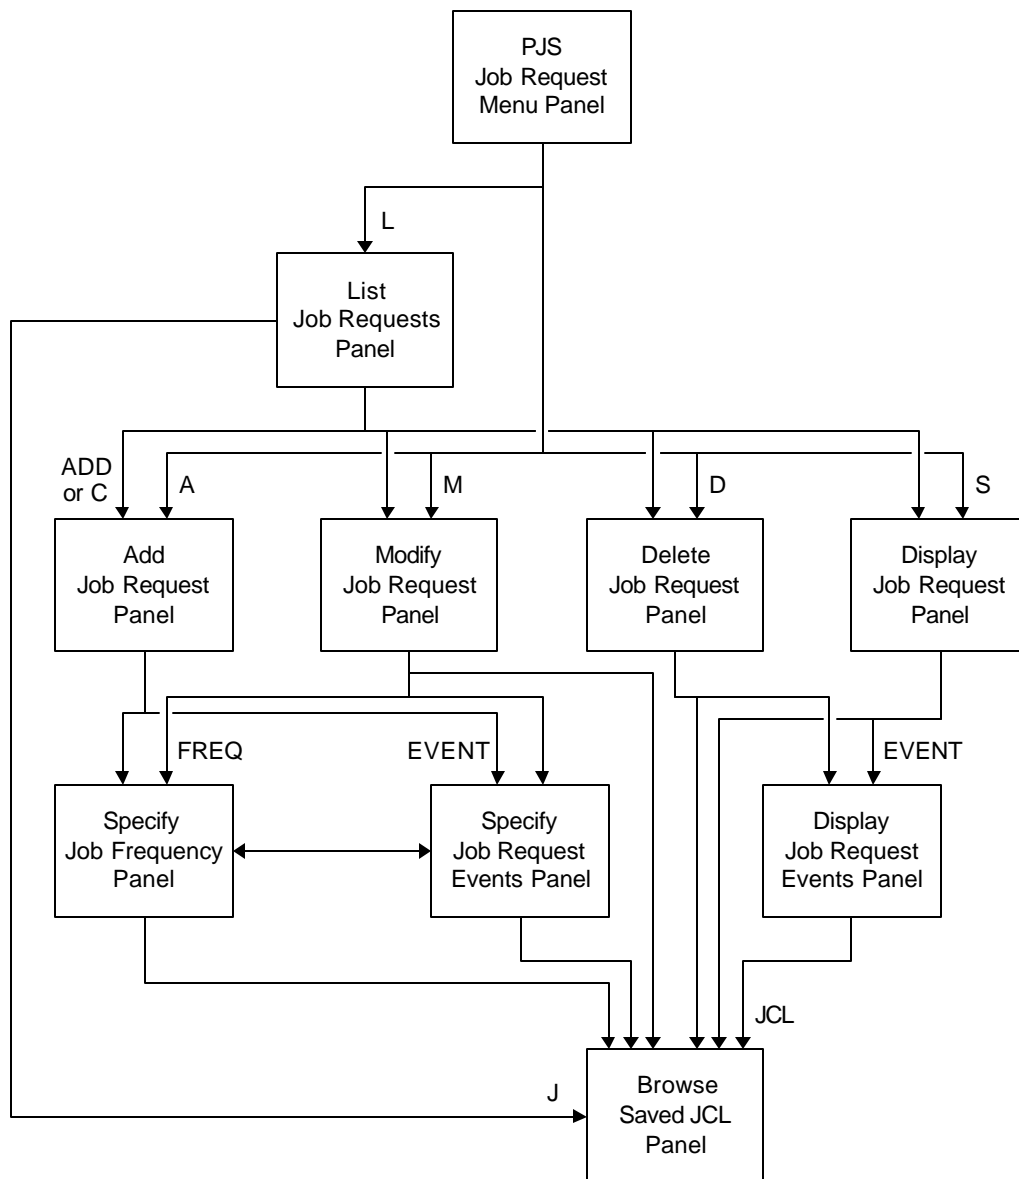 PJS
Job Request
Menu Panel
L
List
Job Requests
Panel
ADD
or C
A
M
D
S
Add
Job Request
Panel
Modify
Job Request
Panel
Delete
Job Request
Panel
Display
Job Request
Panel
FREQ
EVENT
EVENT
Specify
Job Frequency
Panel
Specify
Job Request
Events Panel
Display
Job Request
Events Panel
JCL
J
Browse
Saved JCL
Panel